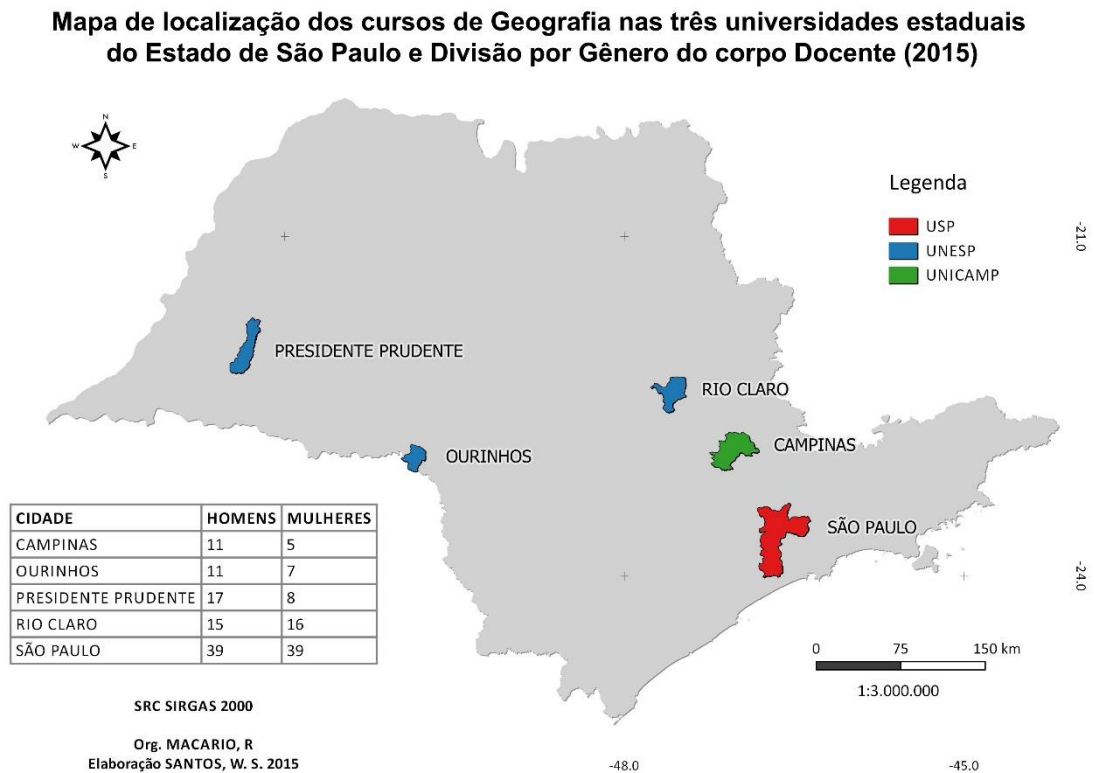 Mapa de localização dos cursos de Geografia nas três universidades estaduais
do Estado de São Paulo e Divisão por Gênero do corpo Docente (2015)
N
W E
S
Legenda
USP
UNESP
UNICAMP
-21.0
PRESIDENTE PRUDENTE
RIO CLARO
CAMPINAS
OURINHOS
SÃO PAULO
-24.0
CIDADE HOMENS MULHERES
CAMPINAS 11 5
OURINHOS 11 7
PRESIDENTE PRUDENTE 17 8
RIO CLARO 15 16
SÃO PAULO 39 39
0 75 150 km
1:3.000.000
SRC SIRGAS 2000
Org. MACARIO, R
Elaboração SANTOS, W. S. 2015
-48.0 -45.0